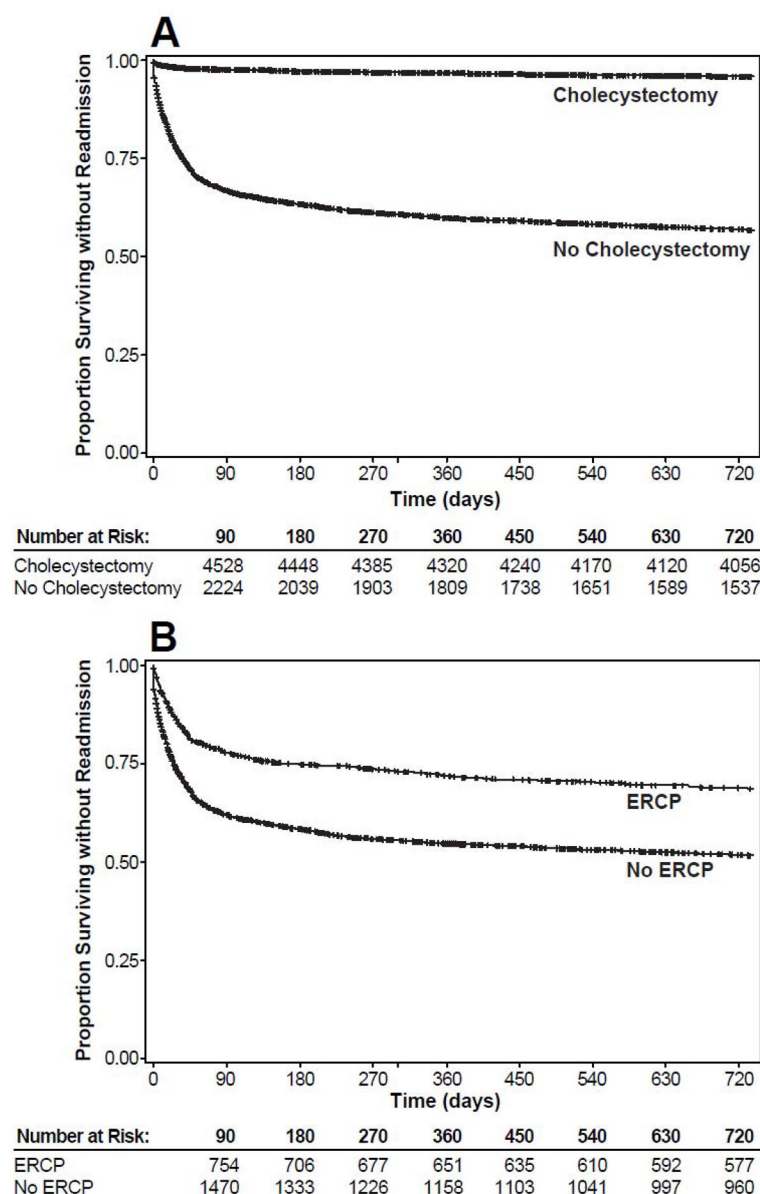 A
Proportion Surviving without Readmission
1.00
0.75
0.50
0.25
0.00
Cholecystectomy
No Cholecystectomy
0 90 180 270 360 450 540 630 720
Time (days)
Number at Risk: 90 180 270 360 450 540 630 720
Cholecystectomy 4528 4448 4385 4320 4240 4170 4120 4056
No Cholecystectomy 2224 2039 1903 1809 1738 1651 1589 1537
B
Proportion Surviving without Readmission
1.00
0.75
0.50
0.25
0.00
ERCP
No ERCP
0 90 180 270 360 450 540 630 720
Time (days)
Number at Risk: 90 180 270 360 450 540 630 720
ERCP 754 706 677 651 635 610 592 577
No ERCP 1470 1333 1226 1158 1103 1041 997 960